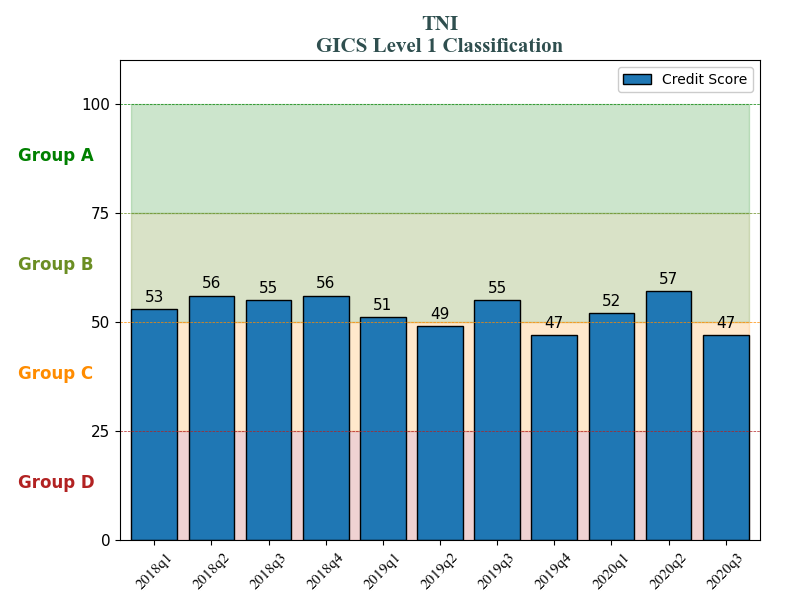 TNI
GICS Level 1 Classification
Credit Score
100
Group A
75
Group B
50
Group C
25
Group D
0
53
56
55
56
51
49
55
47
52
57
47
2018q1
2018q2
2018q3
2018q4
2019q1
2019q2
2019q3
2019q4
2020q1
2020q2
2020q3